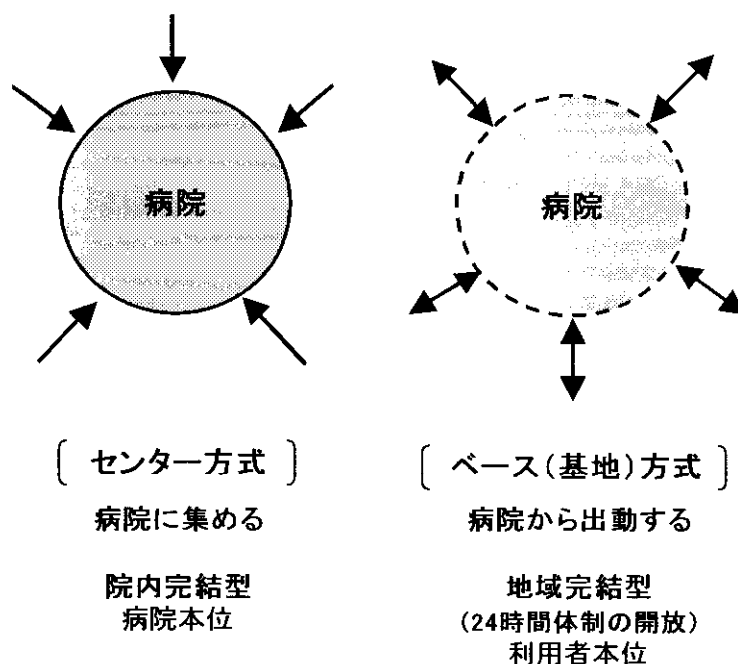 病院
病院
〔 センター方式 〕
病院に集める
院内完結型
病院本位
〔 ベース(基地)方式 〕
病院から出動する
地域完結型
(24時間体制の開放)
利用者本位